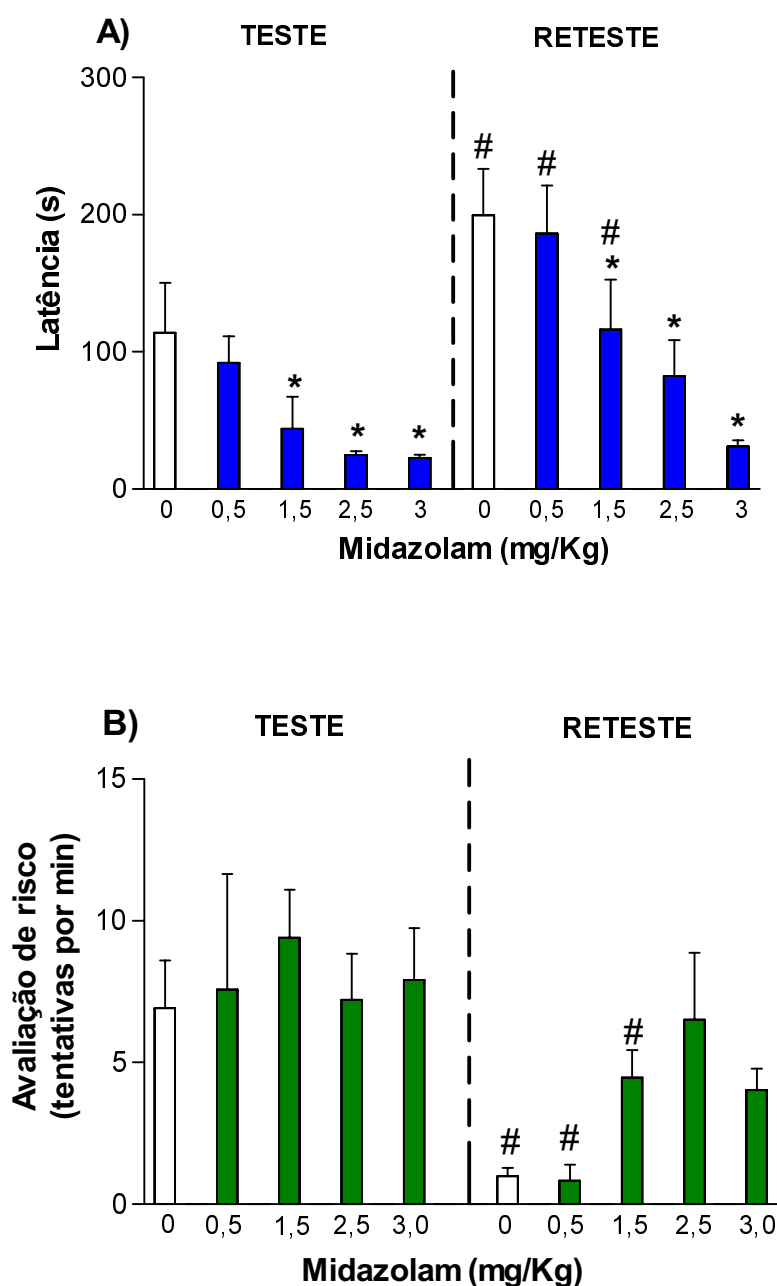 A)
TESTE
RETESTE
300
200
100
0
Latência (s)
# #
#
*
*
*
* * *
0 0,5 1,5 2,5 3 0 0,5 1,5 2,5 3
Midazolam (mg/Kg)
B)
TESTE
RETESTE
15
10
5
0
Avaliação de risco
(tentativas por min)
# # #
0 0,5 1,5 2,5 3,0 0 0,5 1,5 2,5 3,0
Midazolam (mg/Kg)